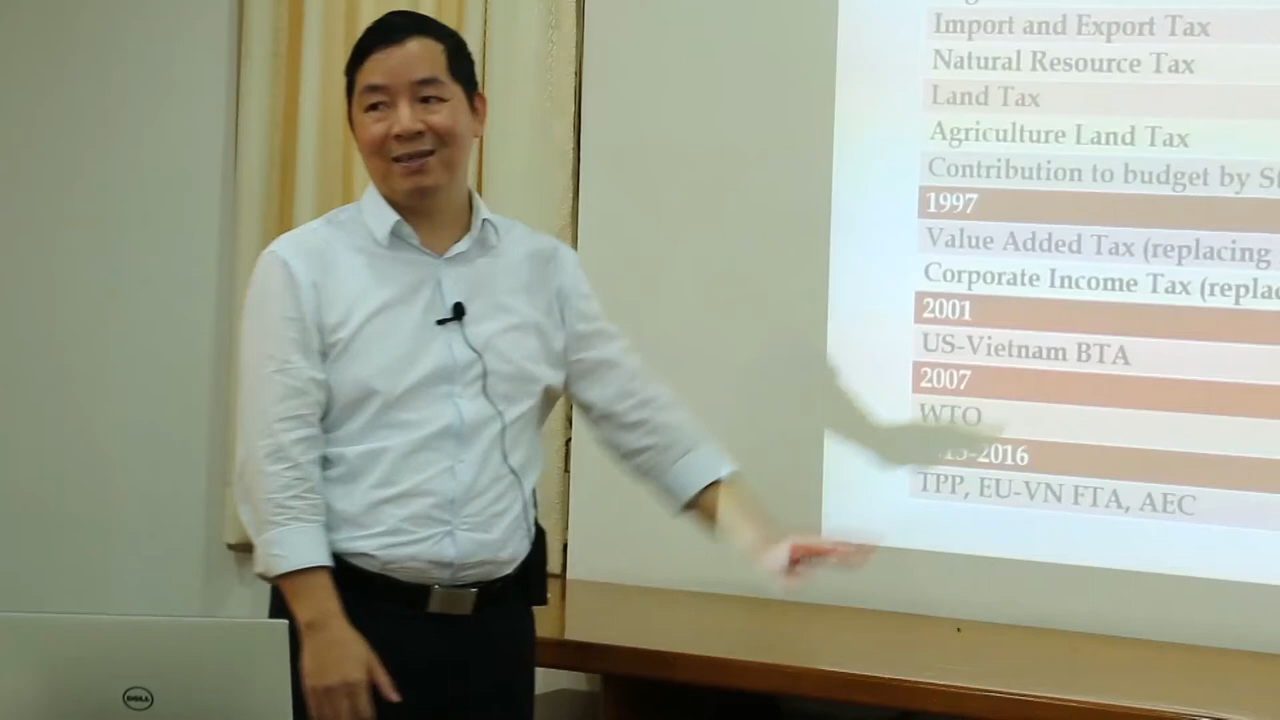 Import and Export Tax
Natural Resource Tax
Land Tax
Agriculture Land Tax
Contribution to budget by
1997
Value Added Tax (replacing
Corporate Income Tax
2001
US-Vietnam BTA
2007
WTO
-2016
TPP, EU-VN FTA, AEC
DELL